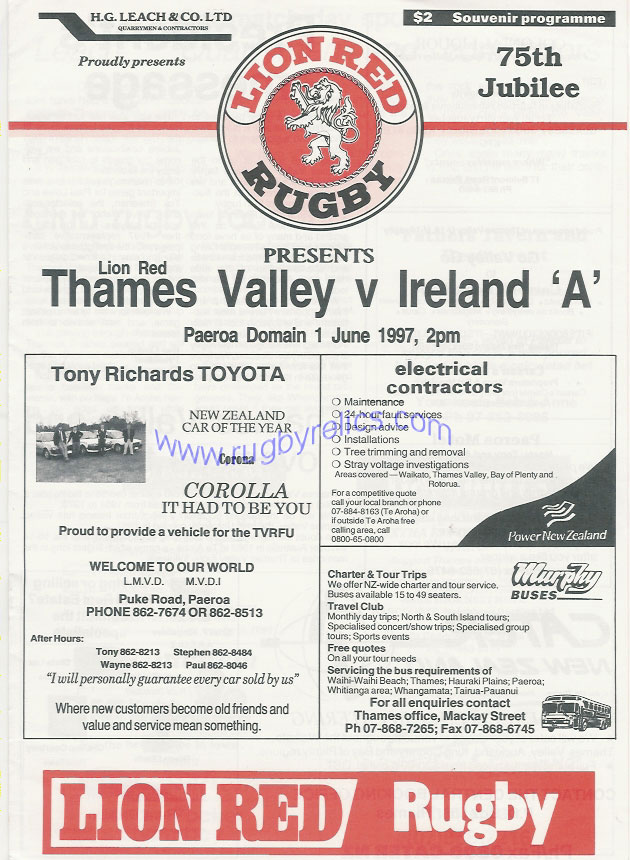 H.G. LEACH & CO. LTD
QUARRYMEN & CONTRACTORS
Proudly presents
$2 Souvenir programme
75th
Jubilee
LION RED
RUGBY
PRESENTS
Lion Red
Thames Valley v Ireland 'A'
Paeroa Domain 1 June 1997, 2pm
Tony Richards TOYOTA
NEW ZEALAND
CAR OF THE YEAR
Corona
COROLLA
IT HAD TO BE YOU
Proud to provide a vehicle for the TVRFU
WELCOME TO OUR WORLD
L.M.V.D. M.V.D.I
Puke Road, Paeroa
PHONE 862-7674 OR 862-8513
After Hours:
Tony 862-8213 Stephen 862-8484
Wayne 862-8213 Paul 862-8046
"I will personally guarantee every car sold by us"
Where new customers become old friends and
value and service mean something.
electrical
contractors
❍ Maintenance
❍ 24-hour fault services
❍ Design advice
❍ Installations
❍ Tree trimming and removal
❍ Stray voltage investigations
Areas covered — Waikato, Thames Valley, Bay of Plenty and
Rotorua.
For a competitive quote
call your local branch or phone
07-884-8163 (Te Aroha) or
if outside Te Aroha free
calling area, call
0800-65-0800
Power New Zealand
Charter & Tour Trips
We offer NZ-wide charter and tour service.
Buses available 15 to 49 seaters.
Murphy
BUSES
Travel Club
Monthly day trips; North & South Island tours;
Specialised concert/show trips; Specialised group
tours; Sports events
Free quotes
On all your tour needs
Servicing the bus requirements of
Waihi-Waihi Beach; Thames; Hauraki Plains; Paeroa;
Whitianga area; Whangamata; Tairua-Pauanui
For all enquiries contact
Thames office, Mackay Street
Ph 07-868-7265; Fax 07-868-6745
www.rugbyrelics.com
LION RED Rugby